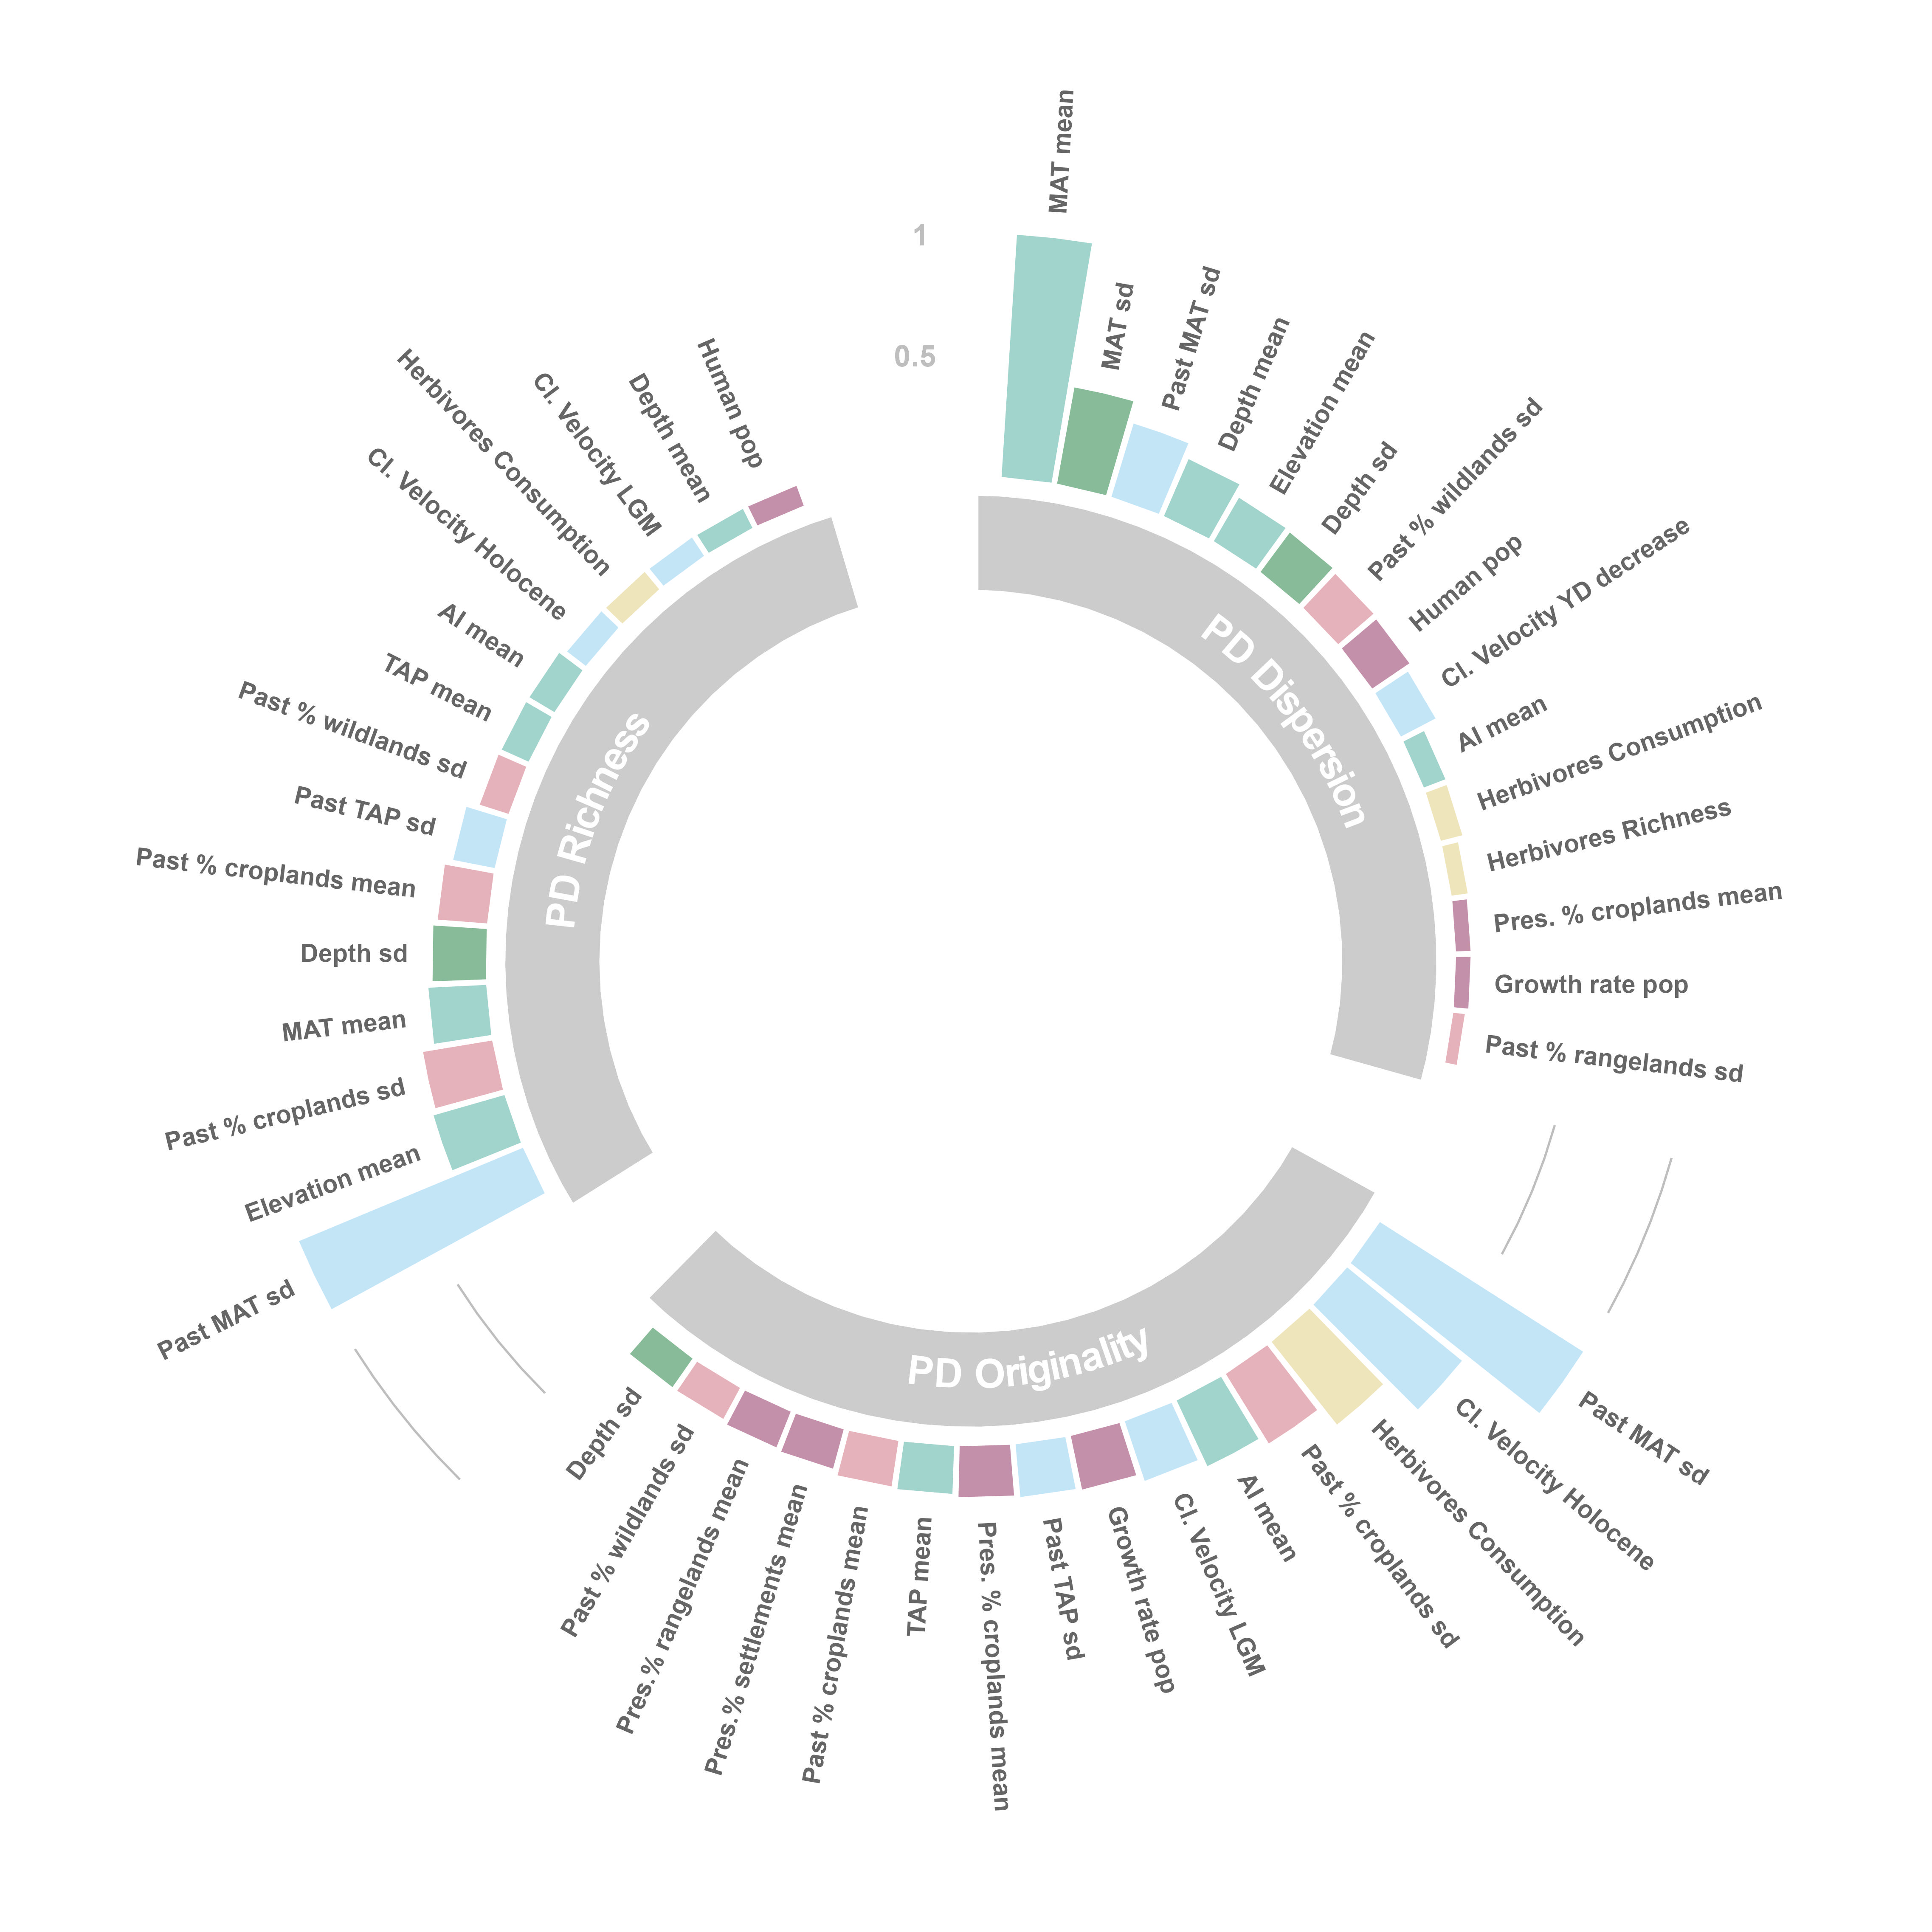 1
0.5
MAT mean
MAT sd
Past MAT sd
Depth mean
Elevation mean
Depth sd
Past % wildlands sd
Human pop
Cl. Velocity YD decrease
AI mean
Herbivores Consumption
Herbivores Richness
Pres. % croplands mean
Growth rate pop
Past % rangelands sd
PD Dispersion
Past MAT sd
Cl. Velocity Holocene
Herbivores Consumption
Past % croplands sd
AI mean
Cl. Velocity LGM
Growth rate pop
Past TAP sd
Pres. % croplands mean
TAP mean
Past % croplands mean
Pres.% settlements mean
Pres.% rangelands mean
Past % wildlands sd
Depth sd
PD Originality
Past MAT sd
Elevation mean
Past % croplands sd
MAT mean
Depth sd
Past % croplands mean
Past TAP sd
Past % wildlands sd
TAP mean
AI mean
Cl. Velocity Holocene
Herbivores Consumption
Cl. Velocity LGM
Depth mean
Human pop
PD Richness